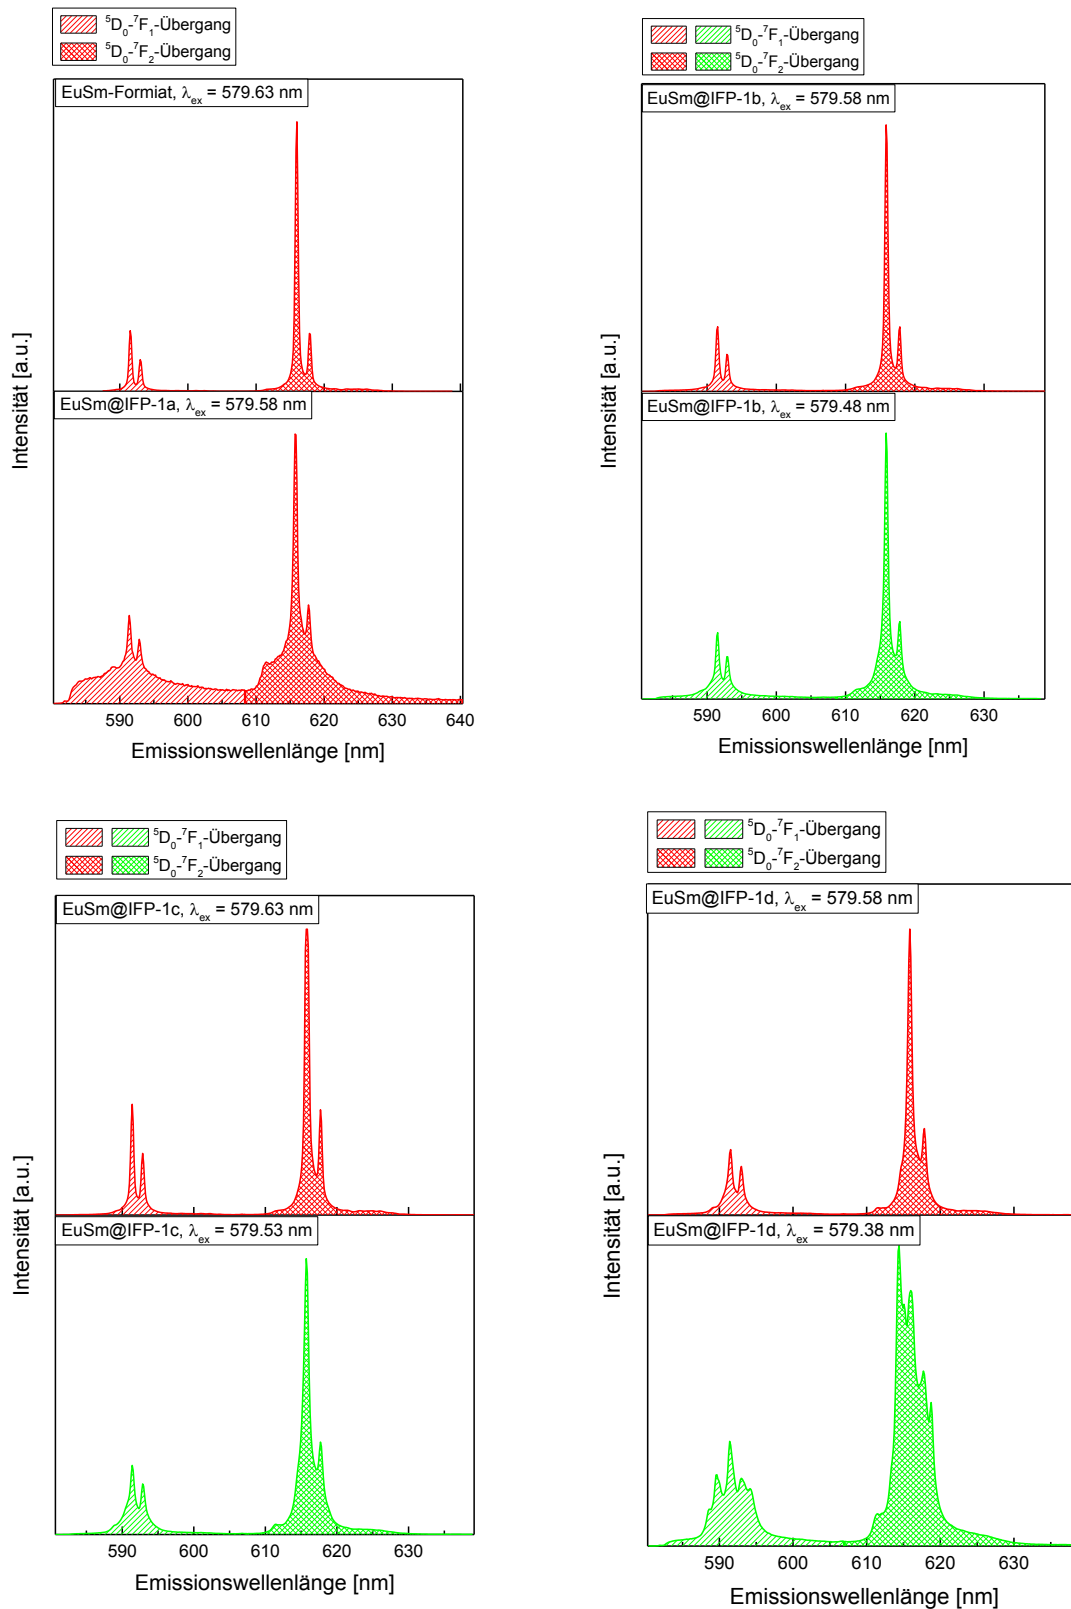 ⁵D₀-⁷F₁-Übergang
⁵D₀-⁷F₂-Übergang
EuSm-Formiat, λex = 579.63 nm
EuSm@IFP-1a, λex = 579.58 nm
Intensität [a.u.]
590 600 610 620 630 640
Emissionswellenlänge [nm]
⁵D₀-⁷F₁-Übergang
⁵D₀-⁷F₂-Übergang
EuSm@IFP-1b, λex = 579.58 nm
EuSm@IFP-1b, λex = 579.48 nm
Intensität [a.u.]
590 600 610 620 630
Emissionswellenlänge [nm]
⁵D₀-⁷F₁-Übergang
⁵D₀-⁷F₂-Übergang
EuSm@IFP-1c, λex = 579.63 nm
EuSm@IFP-1c, λex = 579.53 nm
Intensität [a.u.]
590 600 610 620 630
Emissionswellenlänge [nm]
⁵D₀-⁷F₁-Übergang
⁵D₀-⁷F₂-Übergang
EuSm@IFP-1d, λex = 579.58 nm
EuSm@IFP-1d, λex = 579.38 nm
Intensität [a.u.]
590 600 610 620 630
Emissionswellenlänge [nm]